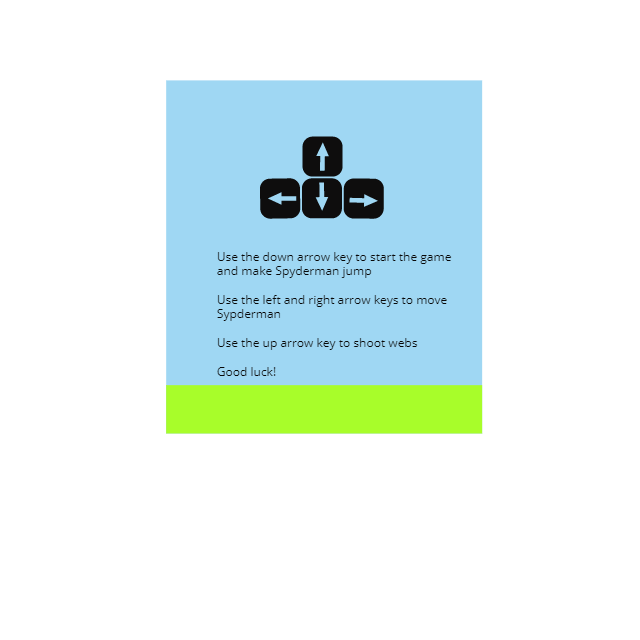 Use the down arrow key to start the game
and make Spyderman jump
Use the left and right arrow keys to move
Sypderman
Use the up arrow key to shoot webs
Good luck!